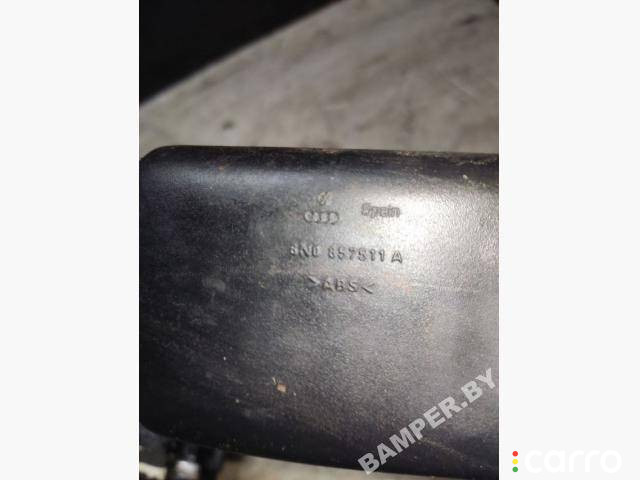 Spain
8N0 857511 A
>ABS<
BAMPER.BY
carro